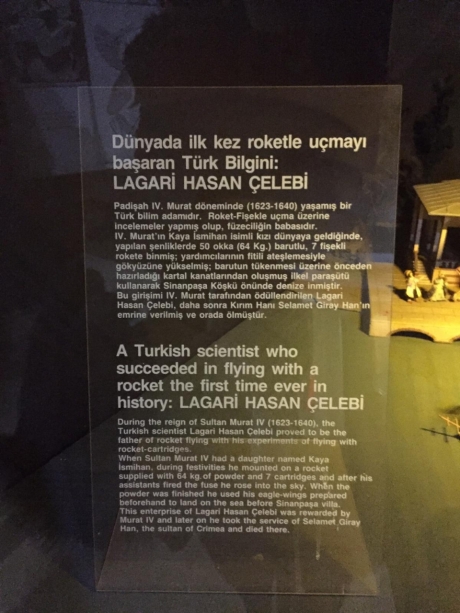 Dünyada ilk kez roketle uçmayı
başaran Türk Bilgini:
LAGARİ HASAN ÇELEBİ
Padişah IV. Murat döneminde (1623-1640) yaşamış bir
Türk bilim adamıdır. Roket-Fişekle uçma üzerine
incelemeler yapmış olup, füzeciliğin babasıdır.
IV. Murat'ın Kaya İsmihan isimli kızı dünyaya geldiğinde,
yapılan şenliklerde 50 okka (64 Kg.) barutlu, 7 fişekli
rokete binmiş; yardımcılarının fitili ateşlemesiyle
gökyüzüne yükselmiş; barutun tükenmesi üzerine önceden
hazırladığı kartal kanatlarından oluşmuş ilkel paraşütü
kullanarak Sinanpaşa Köşkü önünde denize inmiştir.
Bu girişimi IV. Murat tarafından ödüllendirilen Lagari
Hasan Çelebi, daha sonra Kırım Hanı Selamet Giray Han'ın
emrine verilmiş ve orada ölmüştür.
A Turkish scientist who
succeeded in flying with a
rocket the first time ever in
history: LAGARİ HASAN ÇELEBİ
During the reign of Sultan Murat IV (1623-1640), the
Turkish scientist Lagari Hasan Çelebi proved to be the
father of rocket flying with his experiments of flying with
rocket-cartridges.
When Sultan Murat IV had a daughter named Kaya
İsmihan, during festivities he mounted on a rocket
supplied with 64 kg. of powder and 7 cartridges and after his
assistants fired the fuse he rose into the sky. When the
powder was finished he used his eagle-wings prepared
beforehand to land on the sea before Sinanpaşa villa.
This enterprise of Lagari Hasan Çelebi was rewarded by
Murat IV and later on he took the service of Selamet Giray
Han, the sultan of Crimea and died there.